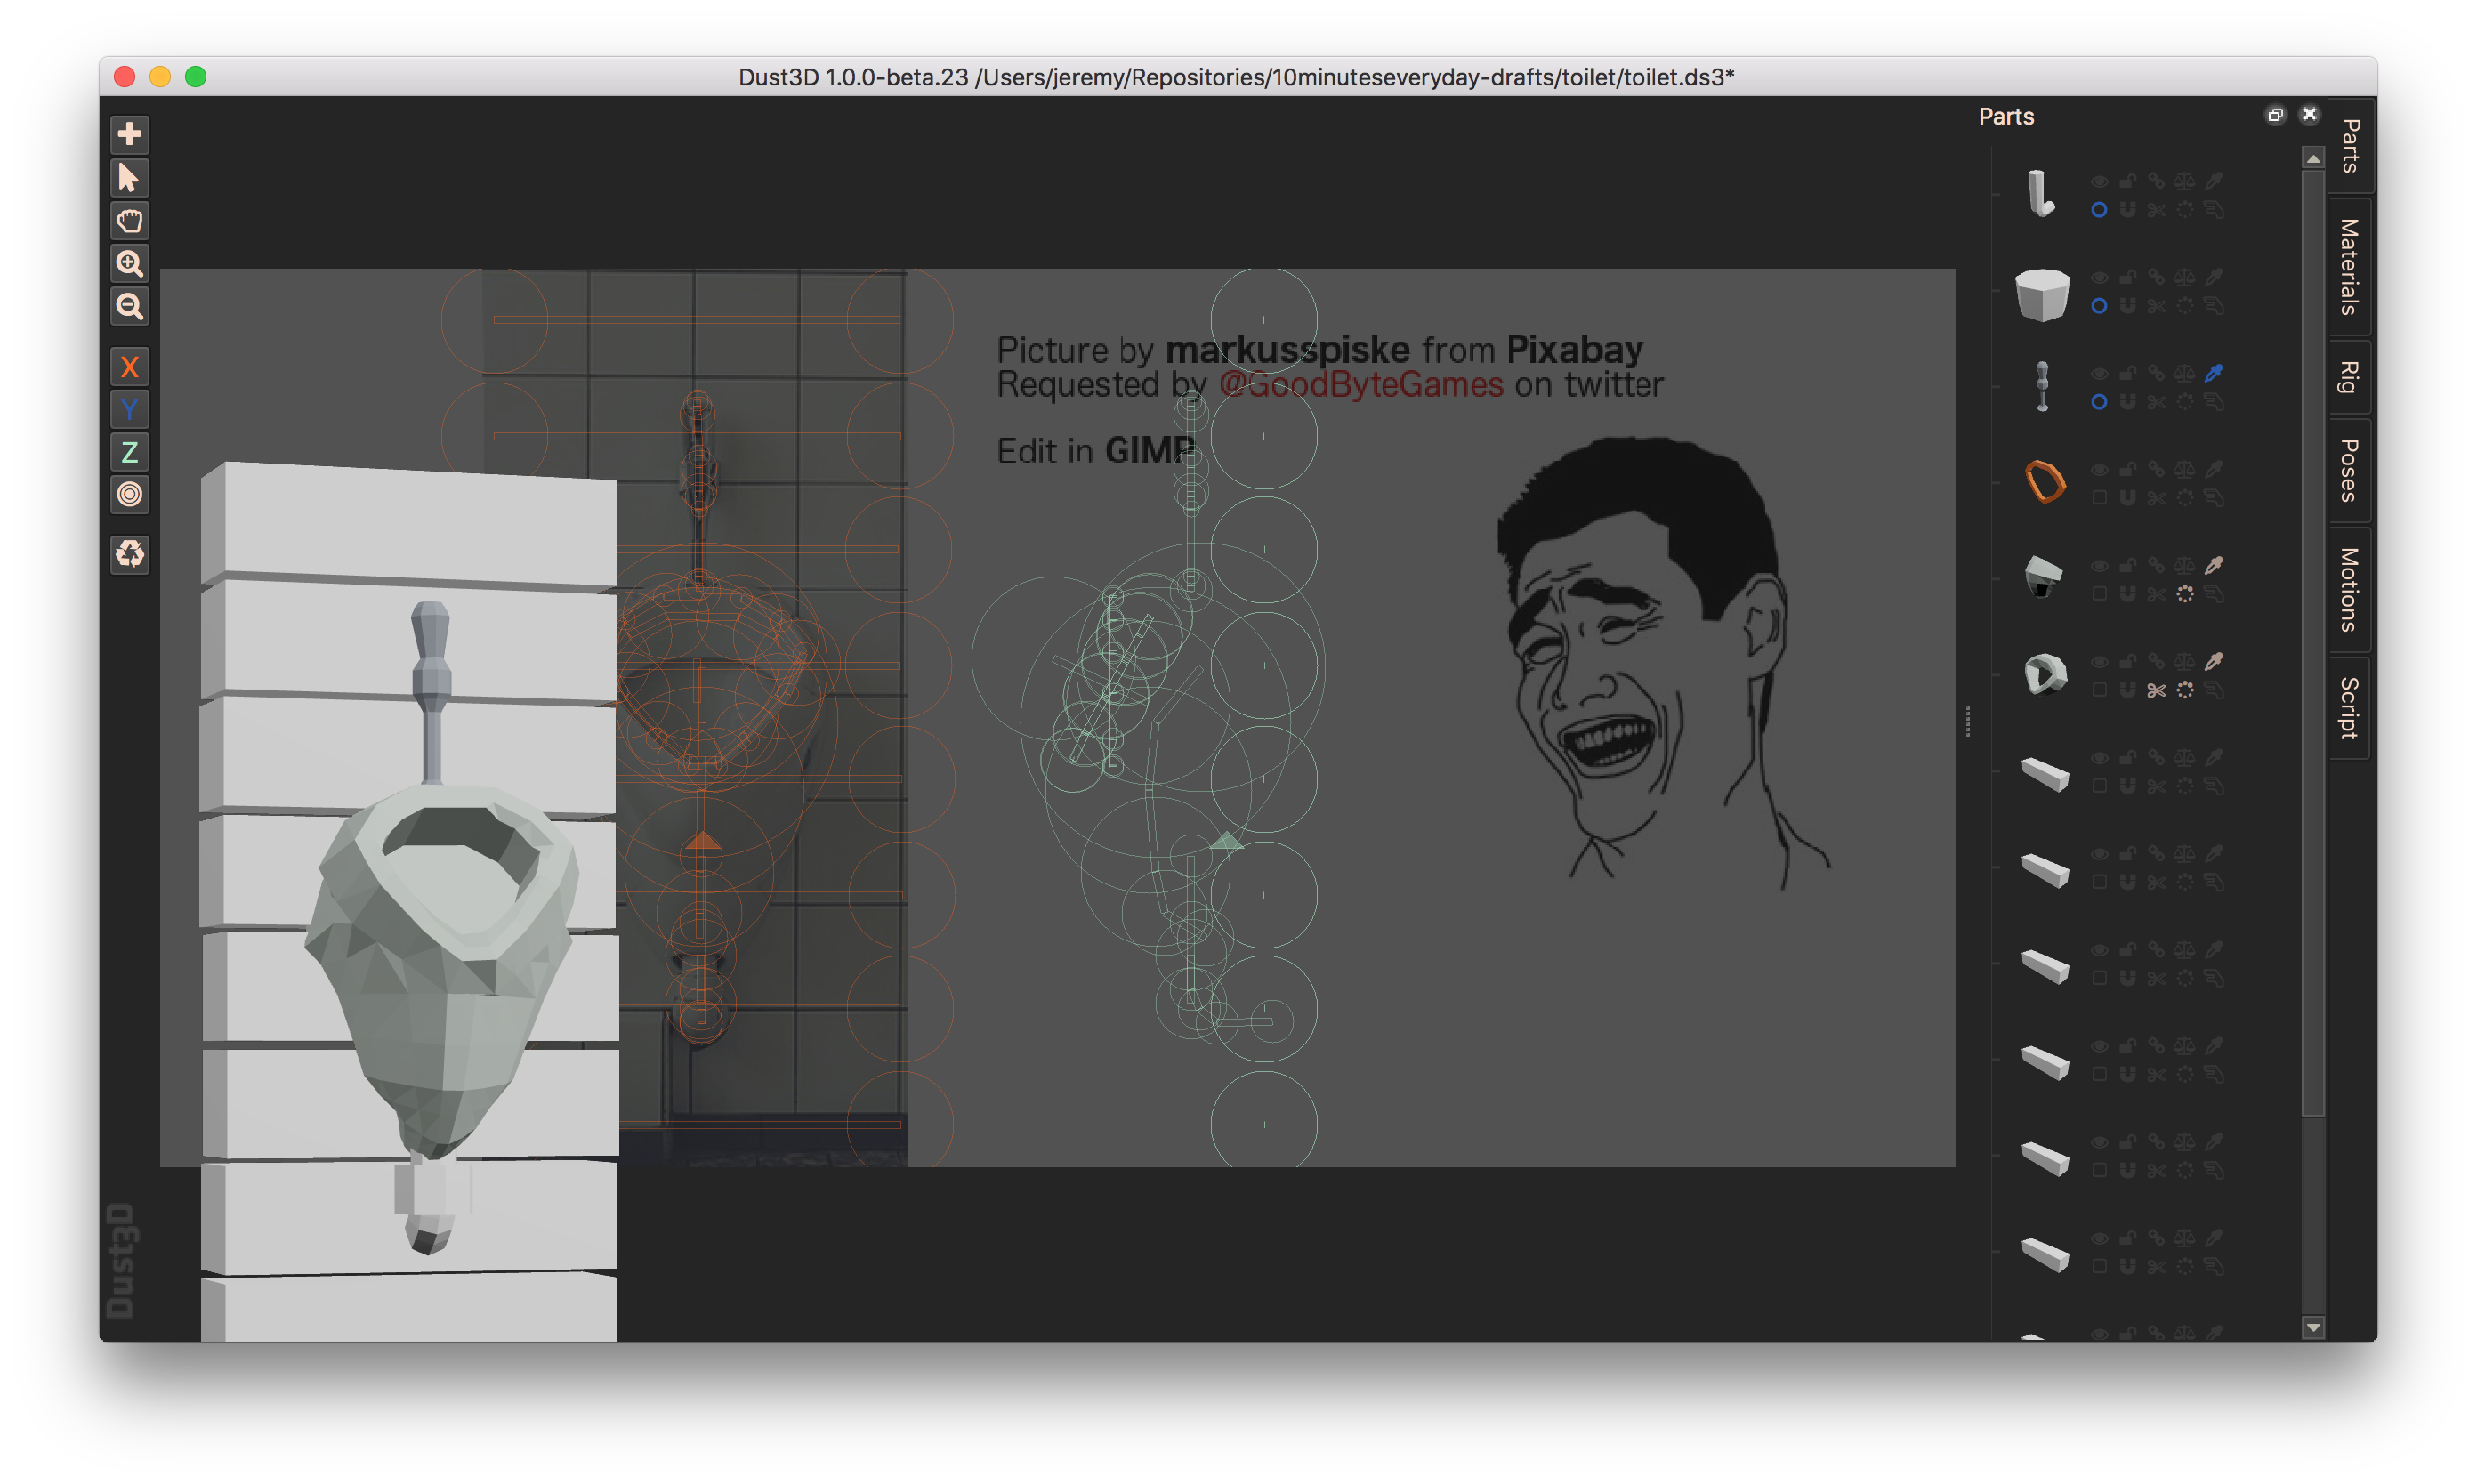 Dust3D 1.0.0-beta.23 /Users/jeremy/Repositories/10minuteseveryday-drafts/toilet/toilet.ds3*
Parts
Parts
Materials
Rig
Poses
Motions
Script
X
Y
Z
Picture by markusspiske from Pixabay
Requested by @GoodByteGames on twitter
Edit in GIMP
Dust3D